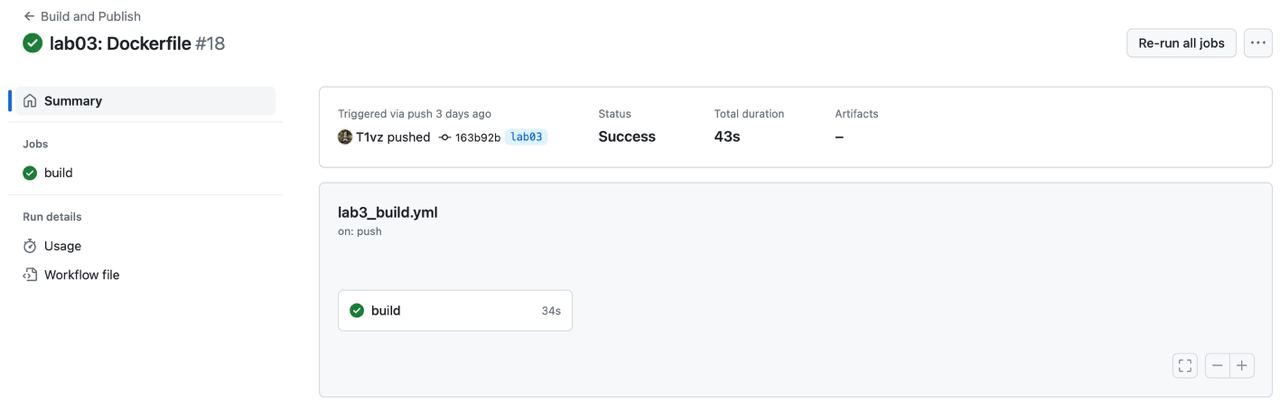 Build and Publish
lab03: Dockerfile #18
Re-run all jobs
Summary
Jobs
build
Run details
Usage
Workflow file
Triggered via push 3 days ago
T1vz pushed 163b92b lab03
Status
Success
Total duration
43s
Artifacts
–
lab3_build.yml
on: push
build 34s